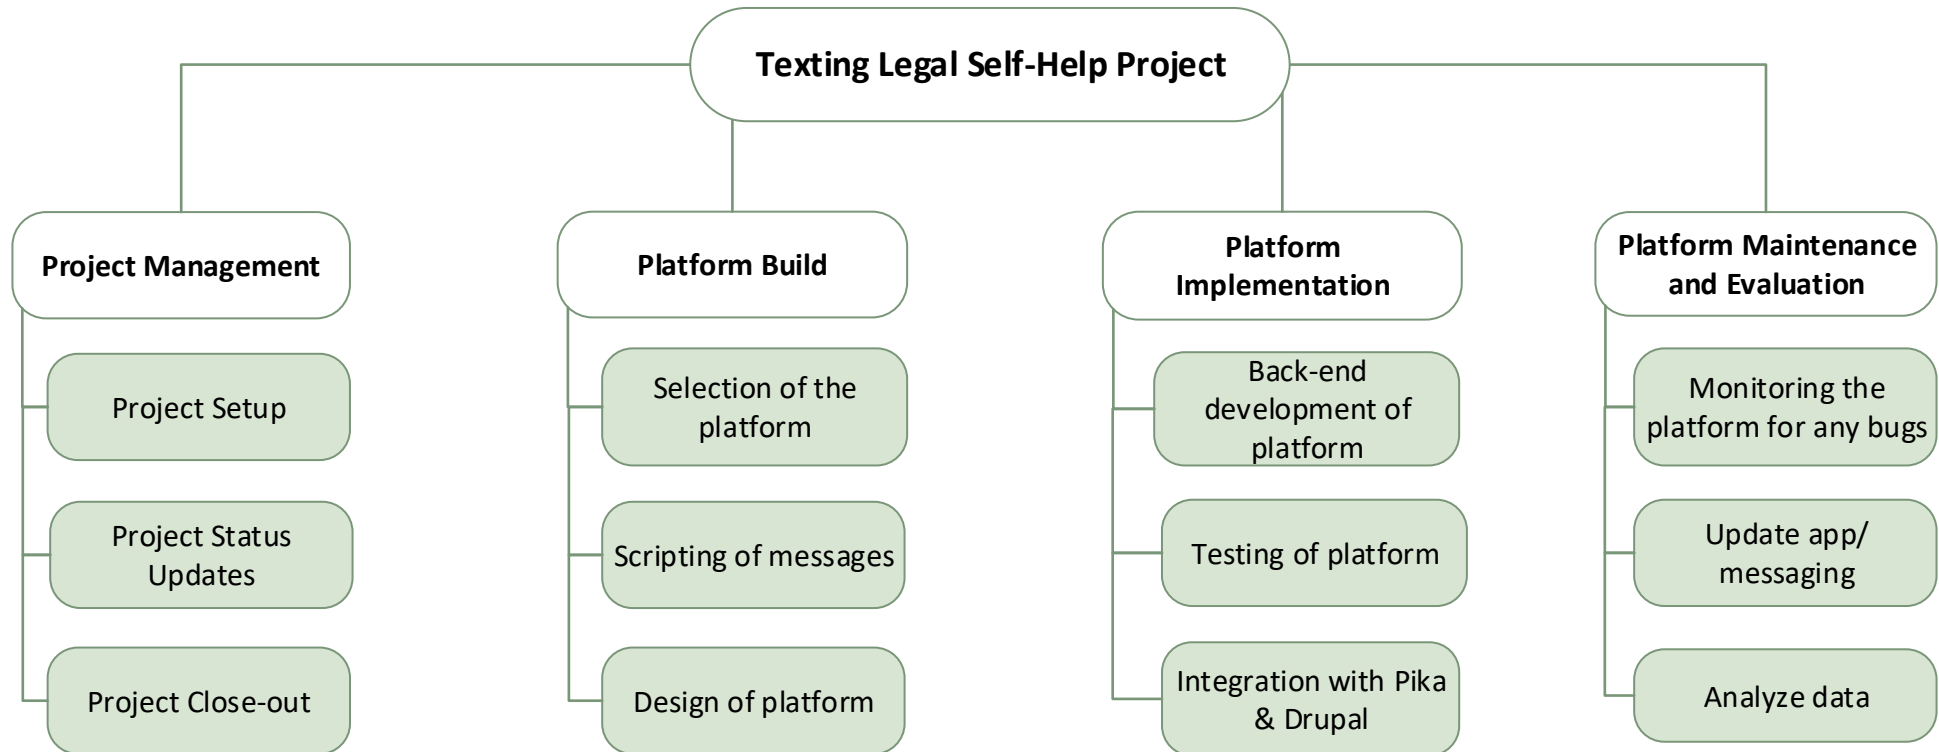 Texting Legal Self-Help Project
Project Management
Project Setup
Project Status
Updates
Project Close-out
Platform Build
Selection of the
platform
Scripting of messages
Design of platform
Platform
Implementation
Back-end
development of
platform
Testing of platform
Integration with Pika
& Drupal
Platform Maintenance
and Evaluation
Monitoring the
platform for any bugs
Update app/
messaging
Analyze data